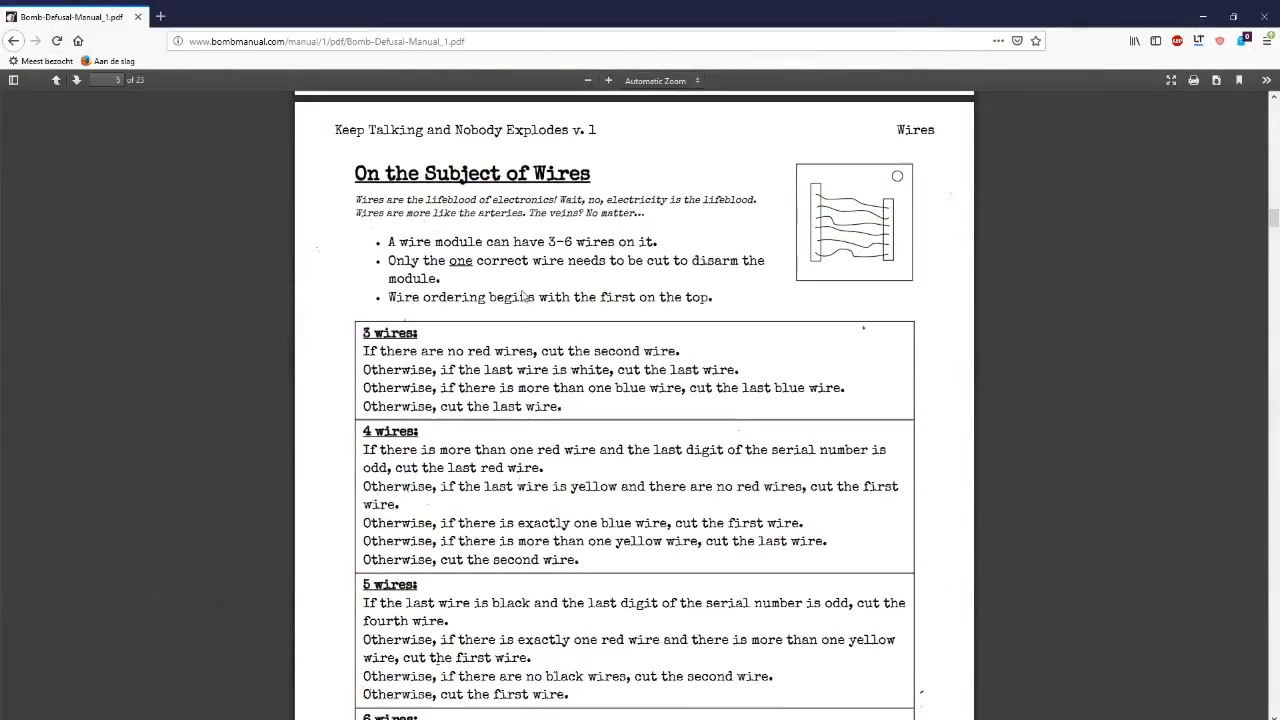 Bomb-Defusal-Manual_1.pdf
www.bombmanual.com/manual/1/pdf/Bomb-Defusal-Manual_1.pdf
ABP
LT
0
Meest bezocht
Aan de slag
5 of 23
Automatic Zoom
Keep Talking and Nobody Explodes v. 1
Wires
On the Subject of Wires
Wires are the lifeblood of electronics! Wait, no, electricity is the lifeblood.
Wires are more like the arteries. The veins? No matter...
• A wire module can have 3-6 wires on it.
• Only the one correct wire needs to be cut to disarm the
module.
• Wire ordering begins with the first on the top.
3 wires:
If there are no red wires, cut the second wire.
Otherwise, if the last wire is white, cut the last wire.
Otherwise, if there is more than one blue wire, cut the last blue wire.
Otherwise, cut the last wire.
4 wires:
If there is more than one red wire and the last digit of the serial number is
odd, cut the last red wire.
Otherwise, if the last wire is yellow and there are no red wires, cut the first
wire.
Otherwise, if there is exactly one blue wire, cut the first wire.
Otherwise, if there is more than one yellow wire, cut the last wire.
Otherwise, cut the second wire.
5 wires:
If the last wire is black and the last digit of the serial number is odd, cut the
fourth wire.
Otherwise, if there is exactly one red wire and there is more than one yellow
wire, cut the first wire.
Otherwise, if there are no black wires, cut the second wire.
Otherwise, cut the first wire.
6 wires: